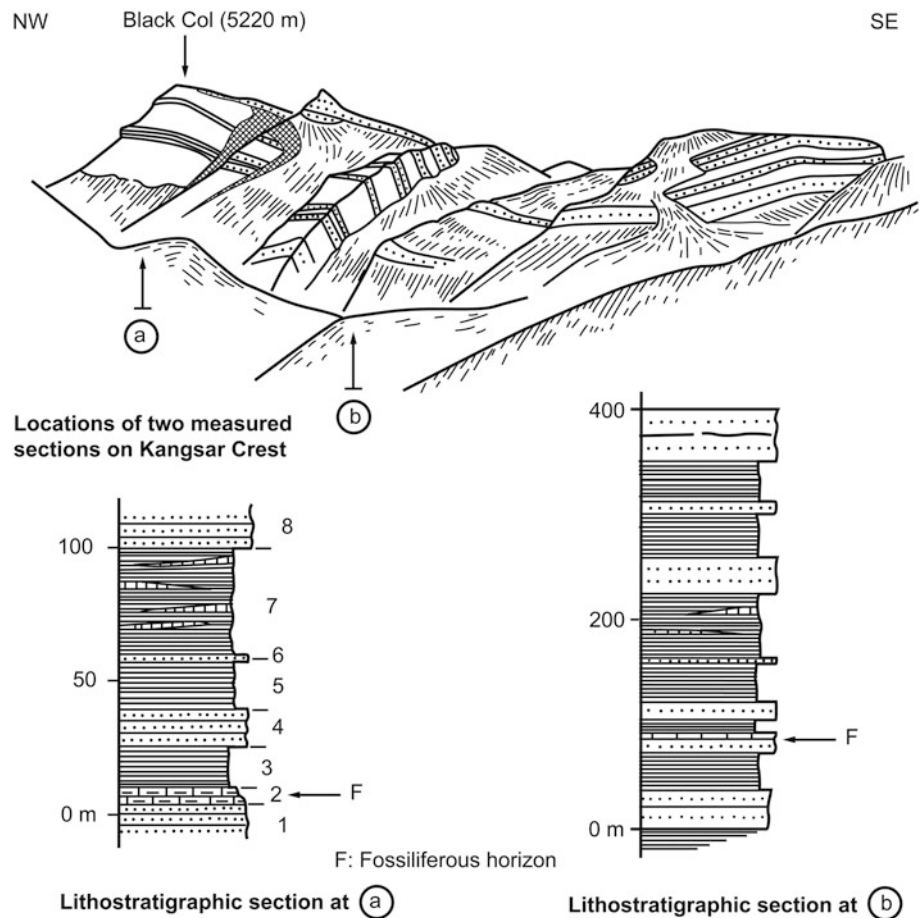 NW
Black Col (5220 m)
SE
a
b
Locations of two measured
sections on Kangsar Crest
100
50
0 m
8
7
6
5
4
3
2
1
F
400
200
0 m
F
F: Fossiliferous horizon
Lithostratigraphic section at a
Lithostratigraphic section at b